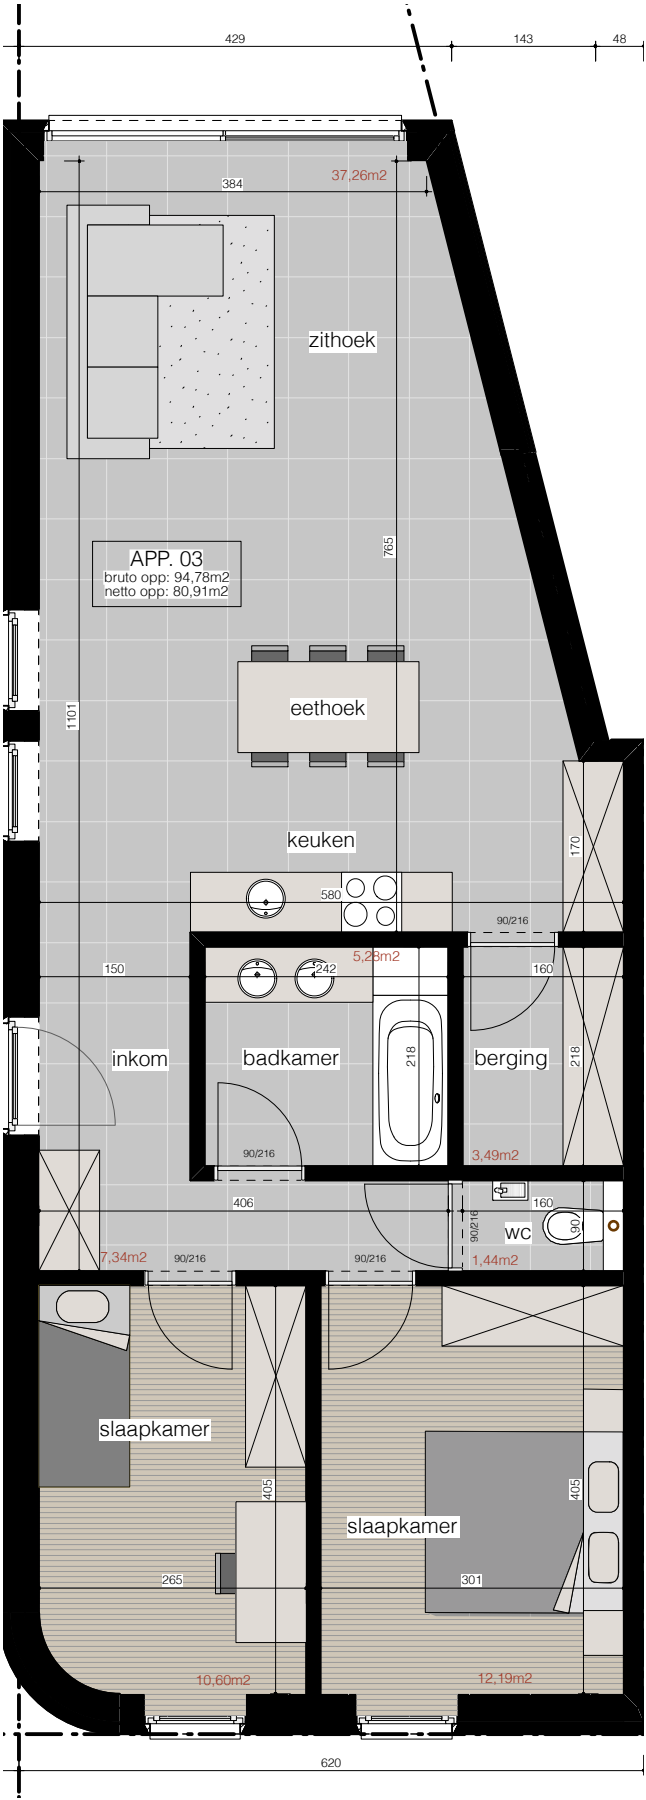 429
143
48
37,26m2
384
zithoek
765
APP. 03
bruto opp: 94,78m2
netto opp: 80,91m2
1101
eethoek
keuken
170
580
90/216
5,28m2
150
242
160
inkom
badkamer
218
berging
218
90/216
3,49m2
406
160
90/216
wc
90
7,34m2
90/216
90/216
1,44m2
slaapkamer
405
405
slaapkamer
265
301
10,60m2
12,19m2
620